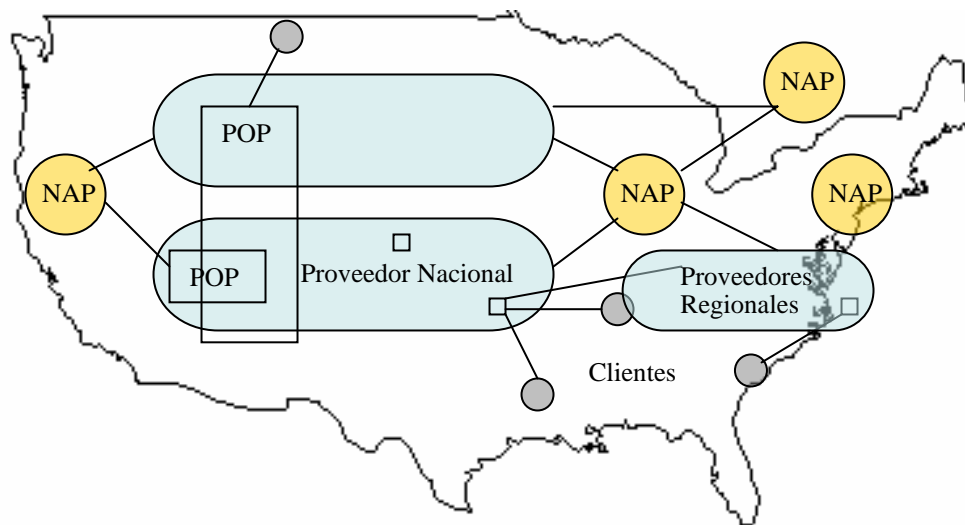 NAP
POP
NAP
NAP
NAP
POP
Proveedor Nacional
Proveedores
Regionales
Clientes